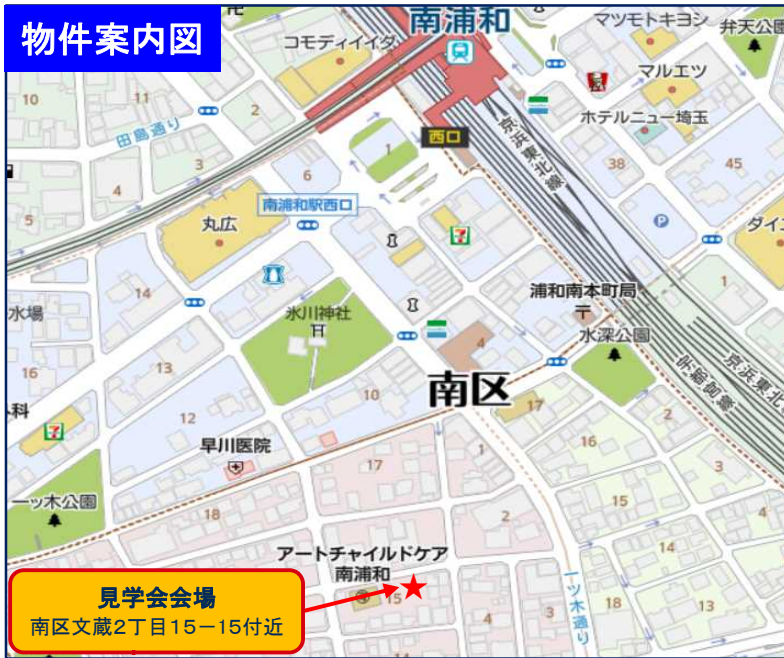 物件案内図
南浦和
コモディイイダ
マツモトキヨシ
弁天公園
マルエツ
ホテルニュー埼玉
10
11
2
田島通り
西口
京浜東北線
1
38
45
3
4
6
5
南浦和駅西口
丸広
P
ダイエ
14
浦和南本町局
1
水場
氷川神社
水深公園
16
13
4
京浜東北
南区
12
10
17
科
早川医院
2
1
16
3
17
一ッ木公園
18
15
4
2
アートチャイルドケア
南浦和
14
見学会会場
南区文蔵2丁目15－15付近
15
4
3
一ツ木通り
18
13
14